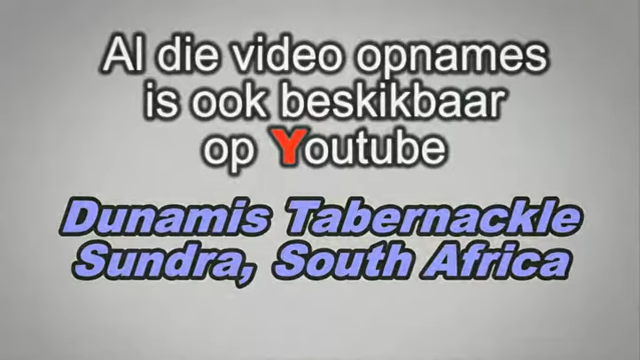 Al die video opnames
is ook beskikbaar
op Youtube
Dunamis Tabernackle
Sundra, South Africa